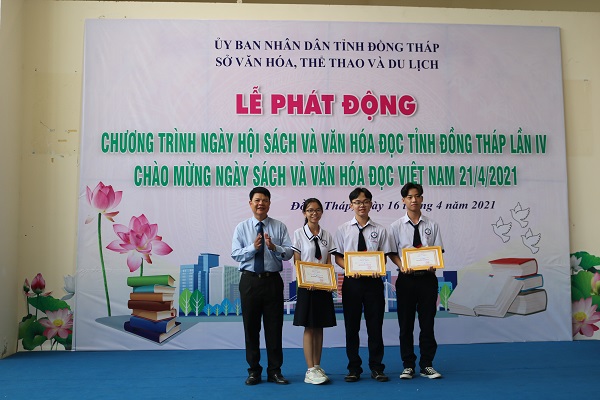 ỦY BAN NHÂN DÂN TỈNH ĐỒNG THÁP
SỞ VĂN HÓA, THỂ THAO VÀ DU LỊCH
LỄ PHÁT ĐỘNG
CHƯƠNG TRÌNH NGÀY HỘI SÁCH VÀ VĂN HÓA ĐỌC TỈNH ĐỒNG THÁP LẦN IV
CHÀO MỪNG NGÀY SÁCH VÀ VĂN HÓA ĐỌC VIỆT NAM 21/4/2021
Tháp, ngày 16 tháng 4 năm 2021